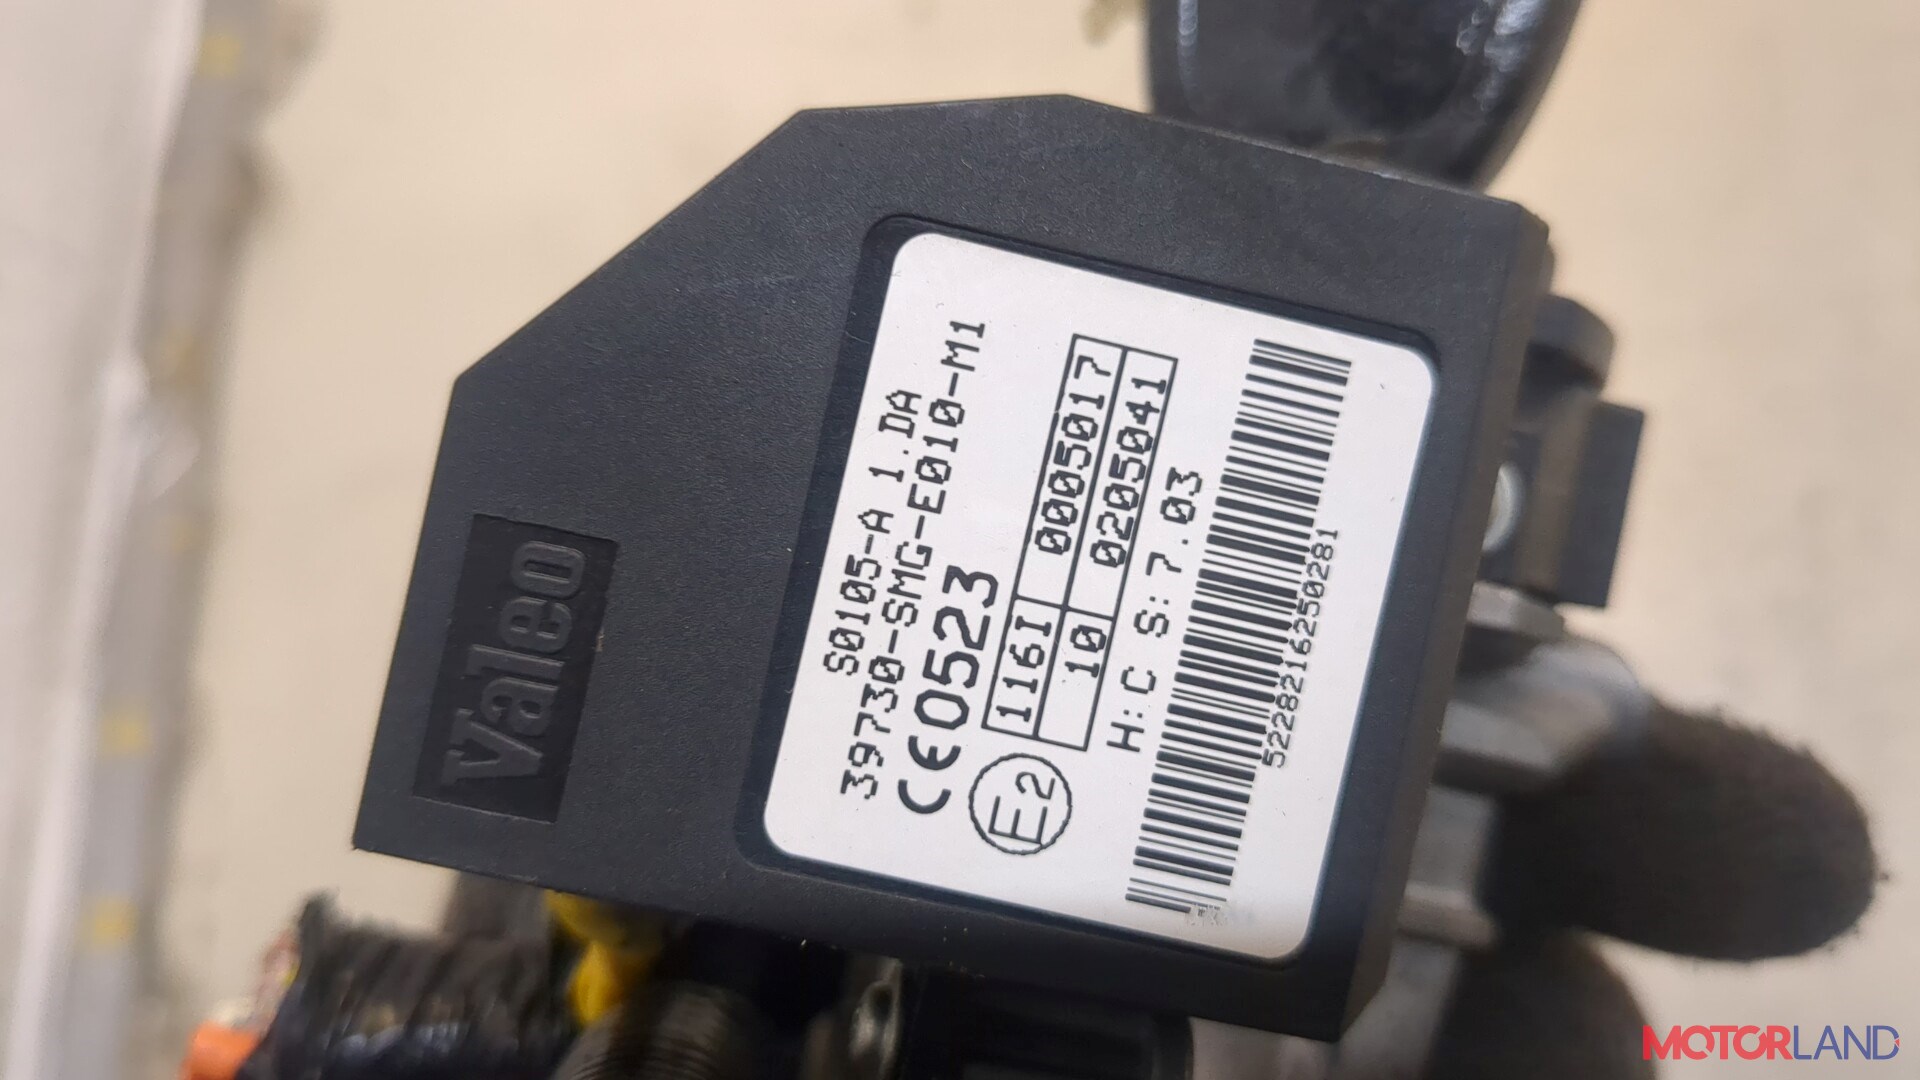 Valeo
S0105-A 1.DA
39730-SMG-E010-M1
CE0523
E2
116I 0005017
10 0205041
H:C S:7.03
5228216250281
MOTORLAND